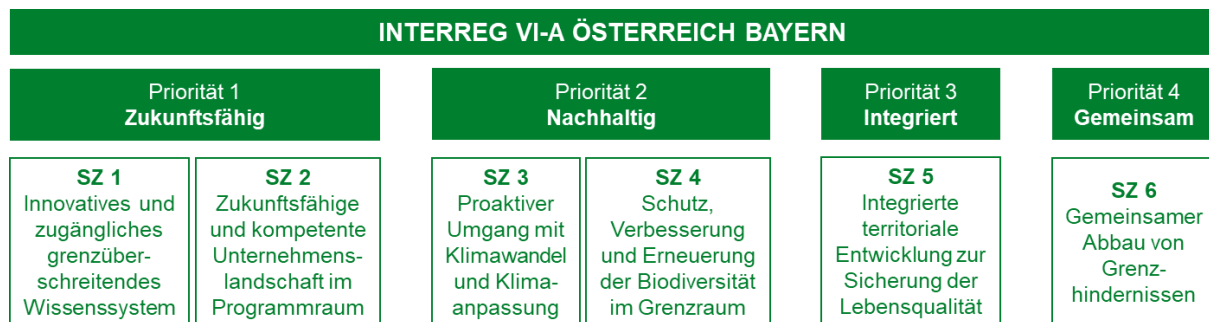 INTERREG VI-A ÖSTERREICH BAYERN
Priorität 1
Zukunftsfähig
Priorität 2
Nachhaltig
Priorität 3
Integriert
Priorität 4
Gemeinsam
SZ 1
Innovatives und
zugängliches
grenzüber-
schreitendes
Wissenssystem
SZ 2
Zukunftsfähige
und kompetente
Unternehmens-
landschaft im
Programmraum
SZ 3
Proaktiver
Umgang mit
Klimawandel
und Klima-
anpassung
SZ 4
Schutz,
Verbesserung
und Erneuerung
der Biodiversität
im Grenzraum
SZ 5
Integrierte
territoriale
Entwicklung zur
Sicherung der
Lebensqualität
SZ 6
Gemeinsamer
Abbau von
Grenz-
hindernissen